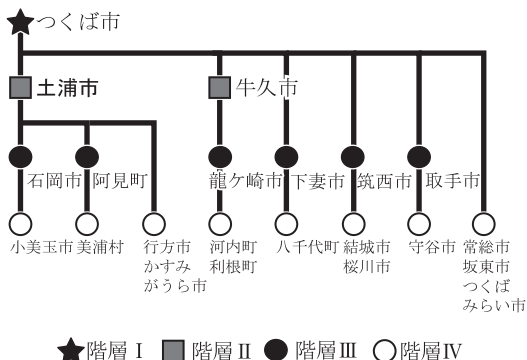 つくば市
土浦市
牛久市
石岡市
阿見町
龍ケ崎市
下妻市
筑西市
取手市
小美玉市
美浦村
行方市
かすみ
がうら市
河内町
利根町
八千代町
結城市
桜川市
守谷市
常総市
坂東市
つくば
みらい市
階層Ⅰ
階層Ⅱ
階層Ⅲ
階層Ⅳ